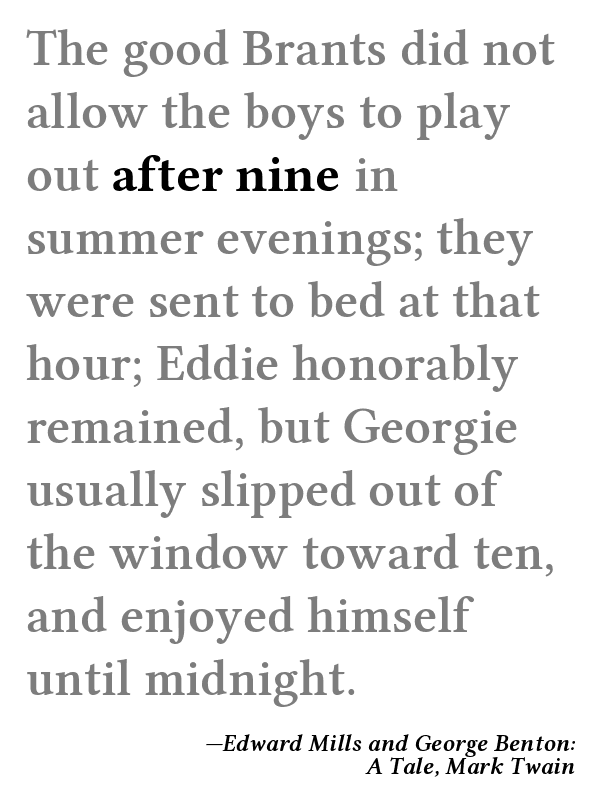 The good Brants did not
allow the boys to play
out after nine in
summer evenings; they
were sent to bed at that
hour; Eddie honorably
remained, but Georgie
usually slipped out of
the window toward ten,
and enjoyed himself
until midnight.
—Edward Mills and George Benton:
A Tale, Mark Twain